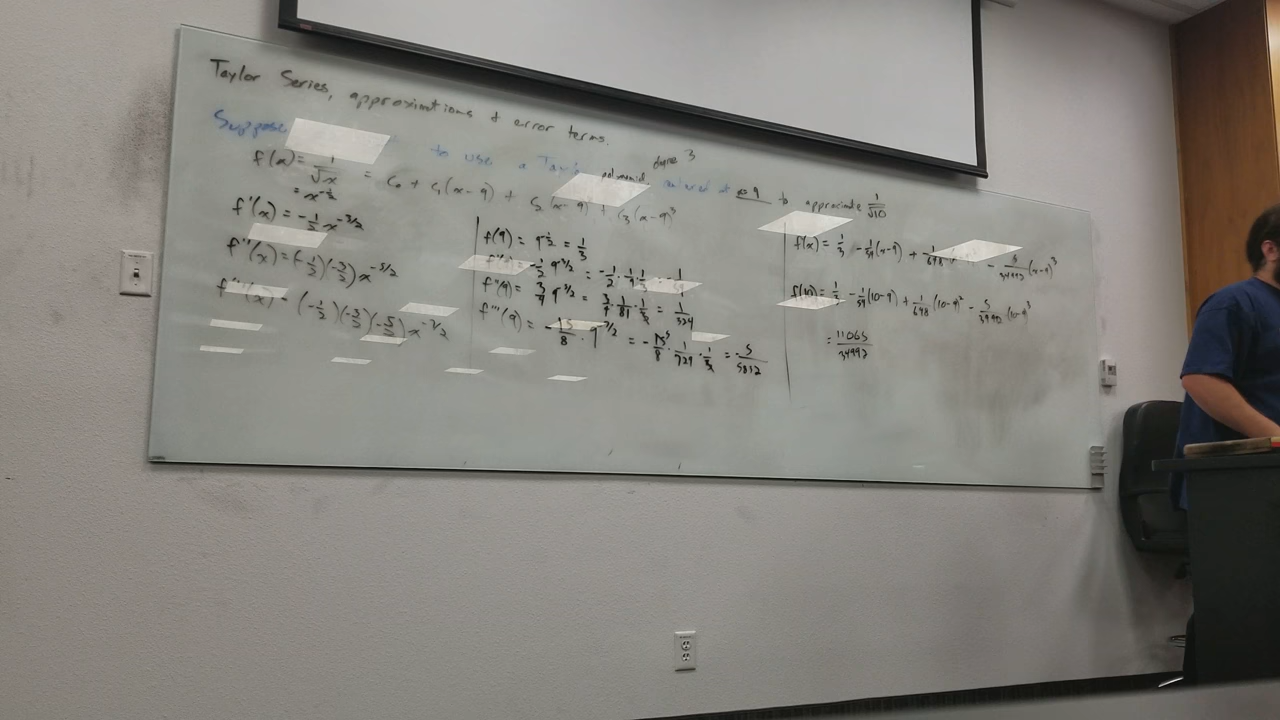 Taylor Series, approximations & error terms.
Suppose to use a Taylor polynomial degree 3 centered at x=9 to approximate 1/√10
f(x) = 1/√x = C₀ + C₁(x-9) + C₂(x-9) + C₃(x-9)³
= x^(-1/2)
f'(x) = -1/2 x^(-3/2)
f''(x) = (-1/2)(-3/2) x^(-5/2)
f'''(x) = (-1/2)(-3/2)(-5/2) x^(-7/2)
f(9) = 9^(-1/2) = 1/3
-1/2 9^(-3/2) = -1/2 · 1/9 · 1/3
f''(9) = 3/4 9^(-5/2) = 3/4 · 1/81 · 1/3 = 1/324
f'''(9) = -15/8 · 9^(-7/2) = -15/8 · 1/729 · 1/3 = -5/5832
f(x) = 1/3 - 1/54(x-9) + 1/648 - 5/34992(x-9)³
f(10) = 1/3 - 1/54(10-9) + 1/648(10-9)² - (10-9)³
= 11065/34992